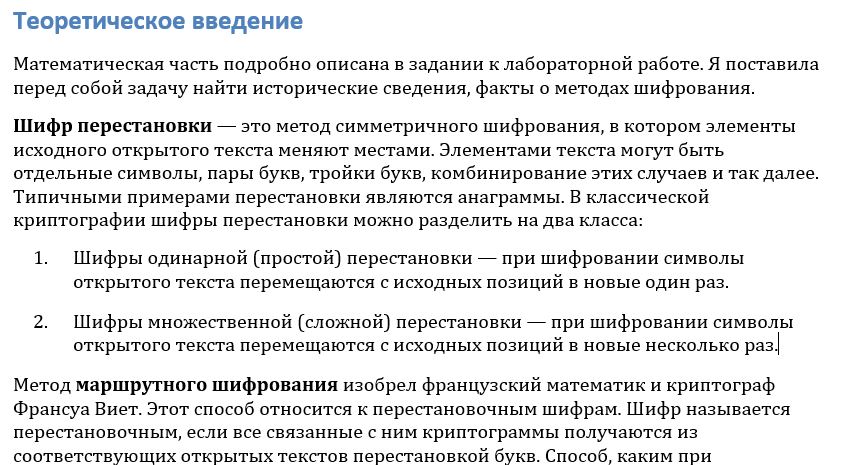 Теоретическое введение
Математическая часть подробно описана в задании к лабораторной работе. Я поставила
перед собой задачу найти исторические сведения, факты о методах шифрования.
Шифр перестановки — это метод симметричного шифрования, в котором элементы
исходного открытого текста меняют местами. Элементами текста могут быть
отдельные символы, пары букв, тройки букв, комбинирование этих случаев и так далее.
Типичными примерами перестановки являются анаграммы. В классической
криптографии шифры перестановки можно разделить на два класса:
1. Шифры одинарной (простой) перестановки — при шифровании символы
открытого текста перемещаются с исходных позиций в новые один раз.
2. Шифры множественной (сложной) перестановки — при шифровании символы
открытого текста перемещаются с исходных позиций в новые несколько раз.
Метод маршрутного шифрования изобрел французский математик и криптограф
Франсуа Виет. Этот способ относится к перестановочным шифрам. Шифр называется
перестановочным, если все связанные с ним криптограммы получаются из
соответствующих открытых текстов перестановкой букв. Способ, каким при